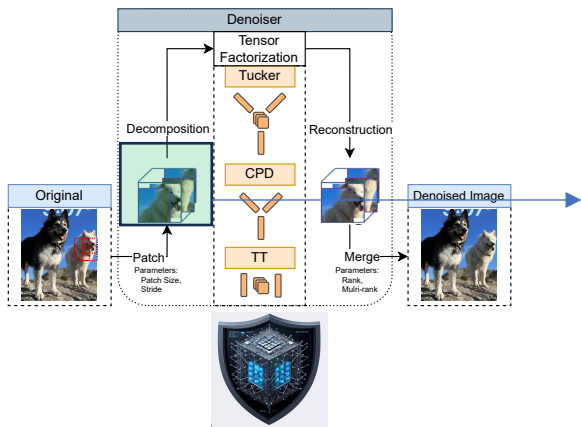 Denoiser
Tensor
Factorization
Tucker
Decomposition
Reconstruction
CPD
Original
Denoised Image
TT
Patch
Parameters:
Patch Size,
Stride
Merge
Parameters:
Rank,
Mulri-rank